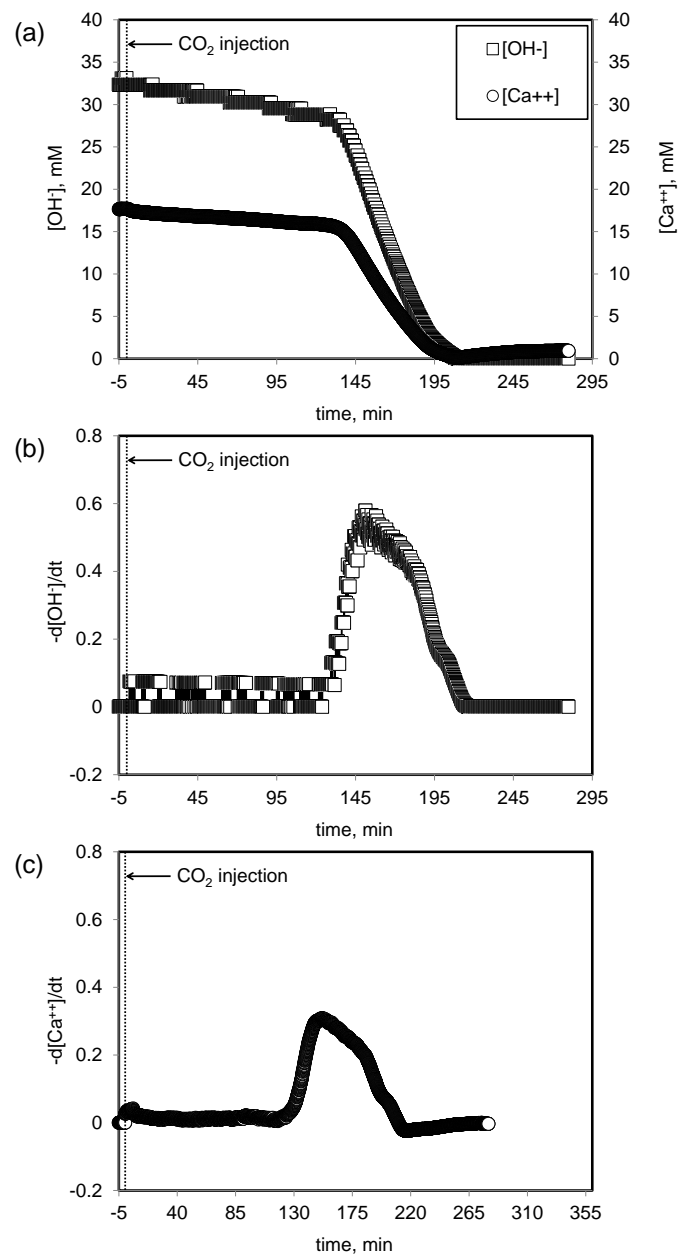 (a)
CO₂ injection
[OH-]
[Ca++]
40
35
30
25
20
15
10
5
0
[OH⁻], mM
40
35
30
25
20
15
10
5
0
[Ca⁺⁺], mM
-5 45 95 145 195 245 295
time, min
(b)
CO₂ injection
0.8
0.6
0.4
0.2
0
-0.2
-d[OH⁻]/dt
-5 45 95 145 195 245 295
time, min
(c)
CO₂ injection
0.8
0.6
0.4
0.2
0
-0.2
-d[Ca⁺⁺]/dt
-5 40 85 130 175 220 265 310 355
time, min